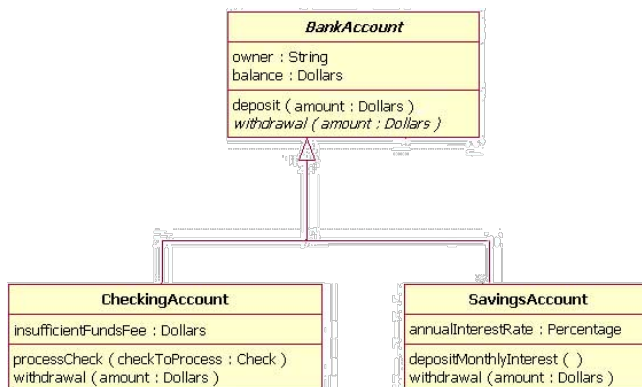 BankAccount
owner : String
balance : Dollars
deposit ( amount : Dollars )
withdrawal ( amount : Dollars )
CheckingAccount
insufficientFundsFee : Dollars
processCheck ( checkToProcess : Check )
withdrawal ( amount : Dollars )
SavingsAccount
annualInterestRate : Percentage
depositMonthlyInterest ( )
withdrawal ( amount : Dollars )